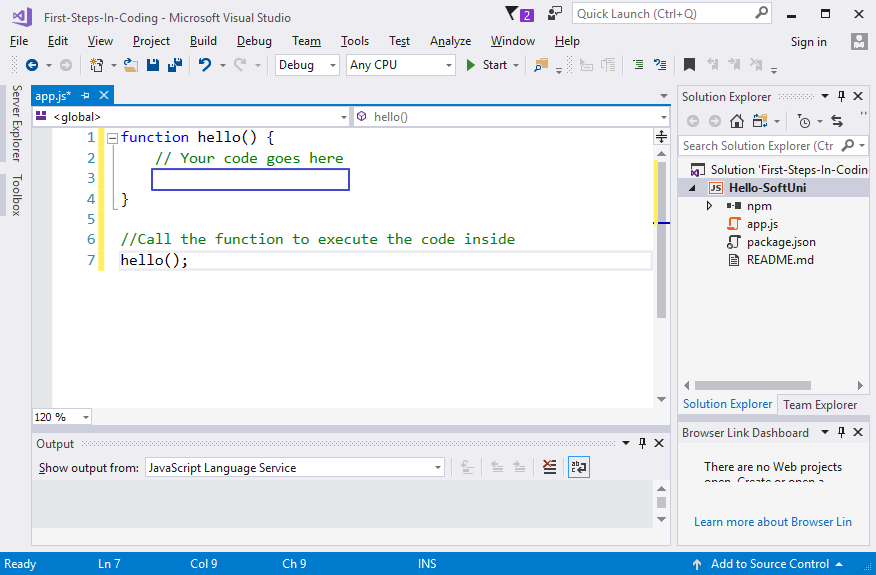 First-Steps-In-Coding - Microsoft Visual Studio
2
Quick Launch (Ctrl+Q)
File Edit View Project Build Debug Team Tools Test Analyze Window Help
Sign in
Debug Any CPU Start
Server Explorer
Toolbox
app.js*
<global> hello()
1 function hello() {
2 // Your code goes here
3
4 }
5
6 //Call the function to execute the code inside
7 hello();
120 %
Output
Show output from: JavaScript Language Service
Solution Explorer
Search Solution Explorer (Ctr
Solution 'First-Steps-In-Coding
JS Hello-SoftUni
npm
app.js
package.json
README.md
Solution Explorer Team Explorer
Browser Link Dashboard
There are no Web projects
open. Create or open a
Learn more about Browser Lin
Ready Ln 7 Col 9 Ch 9 INS Add to Source Control